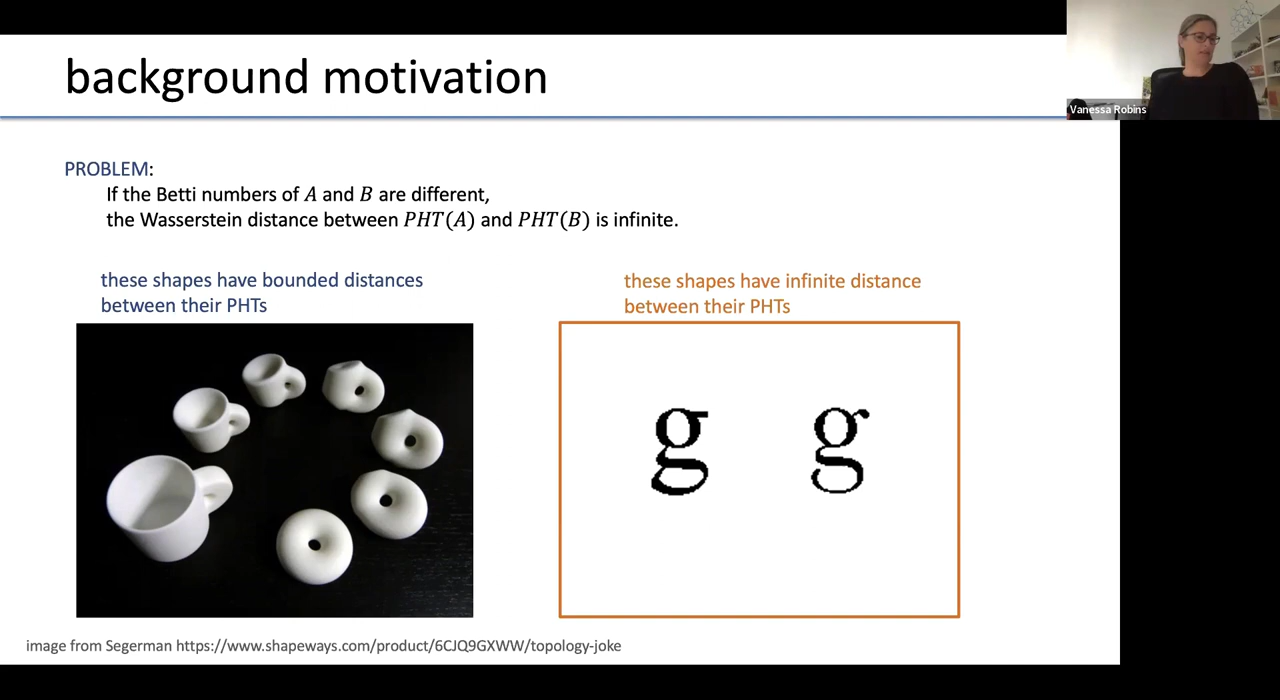 background motivation
Vanessa Robins
PROBLEM:
If the Betti numbers of A and B are different,
the Wasserstein distance between PHT(A) and PHT(B) is infinite.
these shapes have bounded distances
between their PHTs
these shapes have infinite distance
between their PHTs
g g
image from Segerman https://www.shapeways.com/product/6CJQ9GXWW/topology-joke